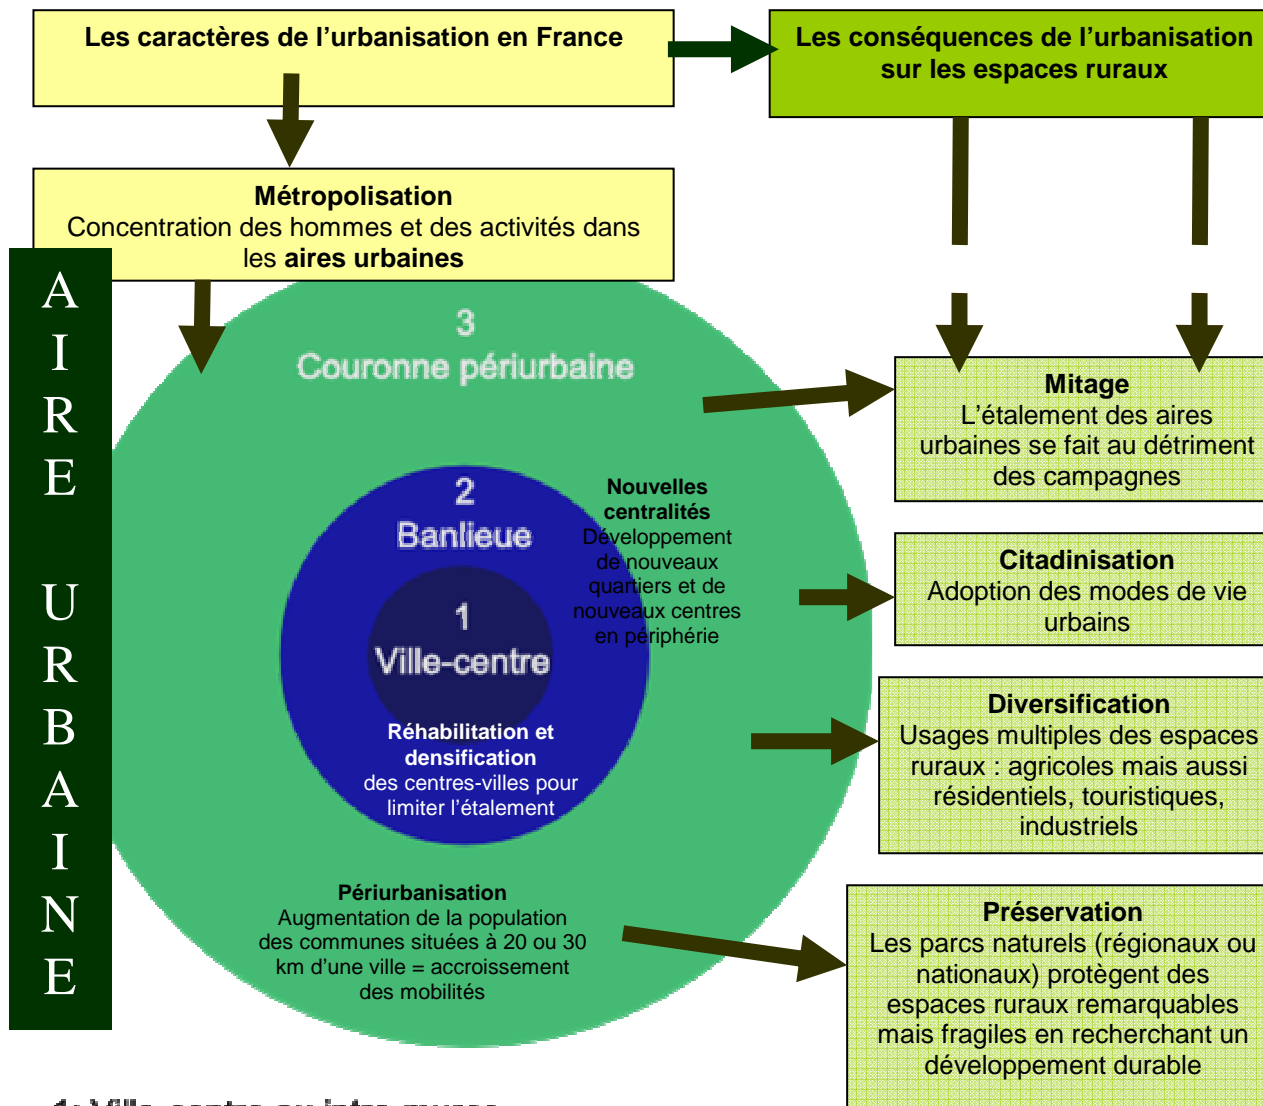 Les caractères de l’urbanisation en France
Les conséquences de l’urbanisation
sur les espaces ruraux
Métropolisation
Concentration des hommes et des activités dans
les aires urbaines
AIRE URBAINE
3
Couronne périurbaine
2
Banlieue
1
Ville-centre
Réhabilitation et
densification
des centres-villes pour
limiter l’étalement
Nouvelles
centralités
Développement
de nouveaux
quartiers et de
nouveaux centres
en périphérie
Périurbanisation
Augmentation de la population
des communes situées à 20 ou 30
km d’une ville = accroissement
des mobilités
Mitage
L’étalement des aires
urbaines se fait au détriment
des campagnes
Citadinisation
Adoption des modes de vie
urbains
Diversification
Usages multiples des espaces
ruraux : agricoles mais aussi
résidentiels, touristiques,
industriels
Préservation
Les parcs naturels (régionaux ou
nationaux) protègent des
espaces ruraux remarquables
mais fragiles en recherchant un
développement durable